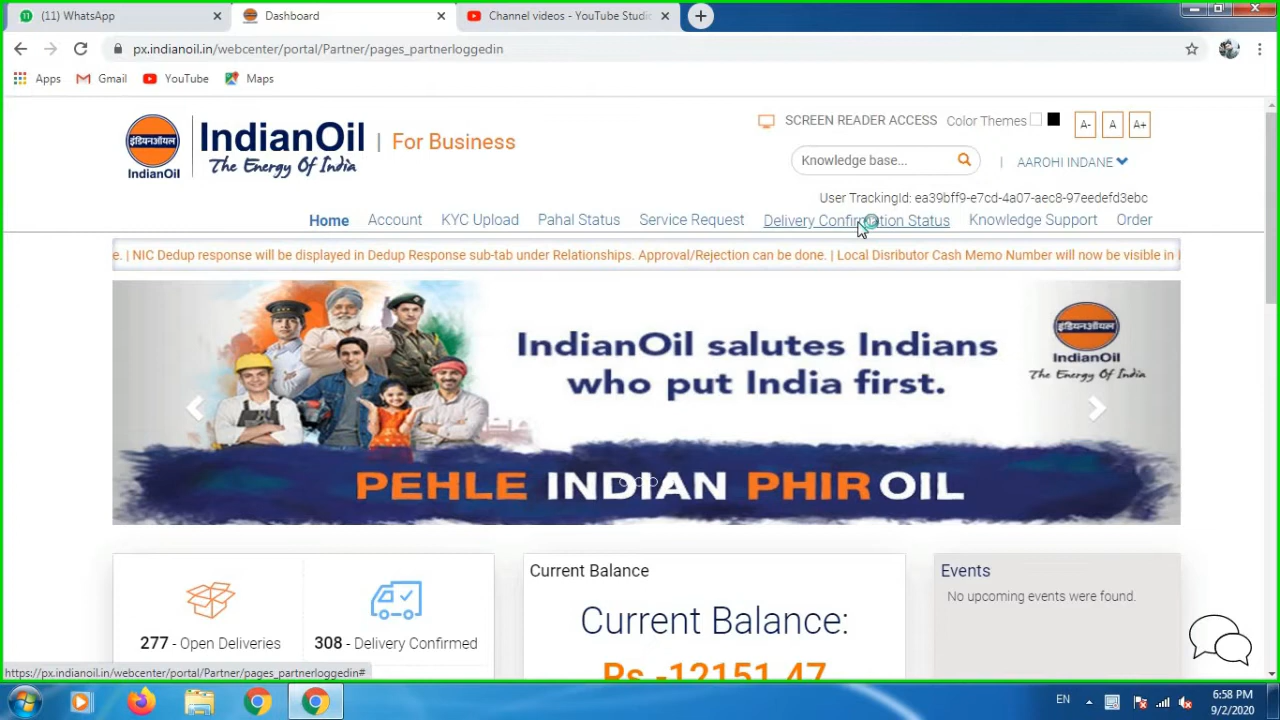 (11) WhatsApp
Dashboard
Channel videos - YouTube Studio
px.indianoil.in/webcenter/portal/Partner/pages_partnerloggedin
Apps
Gmail
YouTube
Maps
इंडियनऑयल
IndianOil
IndianOil
The Energy Of India
For Business
SCREEN READER ACCESS
Color Themes
A-
A
A+
Knowledge base...
AAROHI INDANE
User TrackingId: ea39bff9-e7cd-4a07-aec8-97eedefd3ebc
Home
Account
KYC Upload
Pahal Status
Service Request
Delivery Confirmation Status
Knowledge Support
Order
e. | NIC Dedup response will be displayed in Dedup Response sub-tab under Relationships. Approval/Rejection can be done. | Local Disributor Cash Memo Number will now be visible in
IndianOil salutes Indians
who put India first.
इंडियनऑयल
IndianOil
The Energy Of India
PEHLE INDIAN PHIR OIL
277 - Open Deliveries
308 - Delivery Confirmed
Current Balance
Current Balance:
Rs -12151.47
Events
No upcoming events were found.
https://px.indianoil.in/webcenter/portal/Partner/pages_partnerloggedin#
EN
6:58 PM
9/2/2020